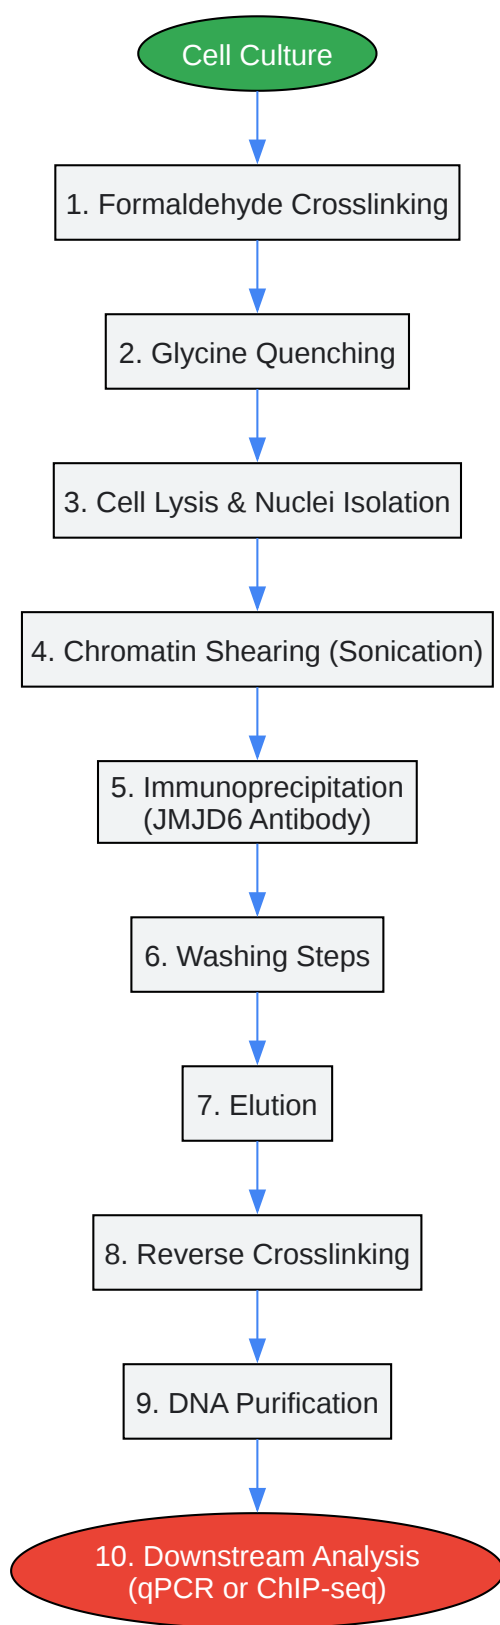 Cell Culture
1. Formaldehyde Crosslinking
2. Glycine Quenching
3. Cell Lysis & Nuclei Isolation
4. Chromatin Shearing (Sonication)
5. Immunoprecipitation
(JMJD6 Antibody)
6. Washing Steps
7. Elution
8. Reverse Crosslinking
9. DNA Purification
10. Downstream Analysis
(qPCR or ChIP-seq)